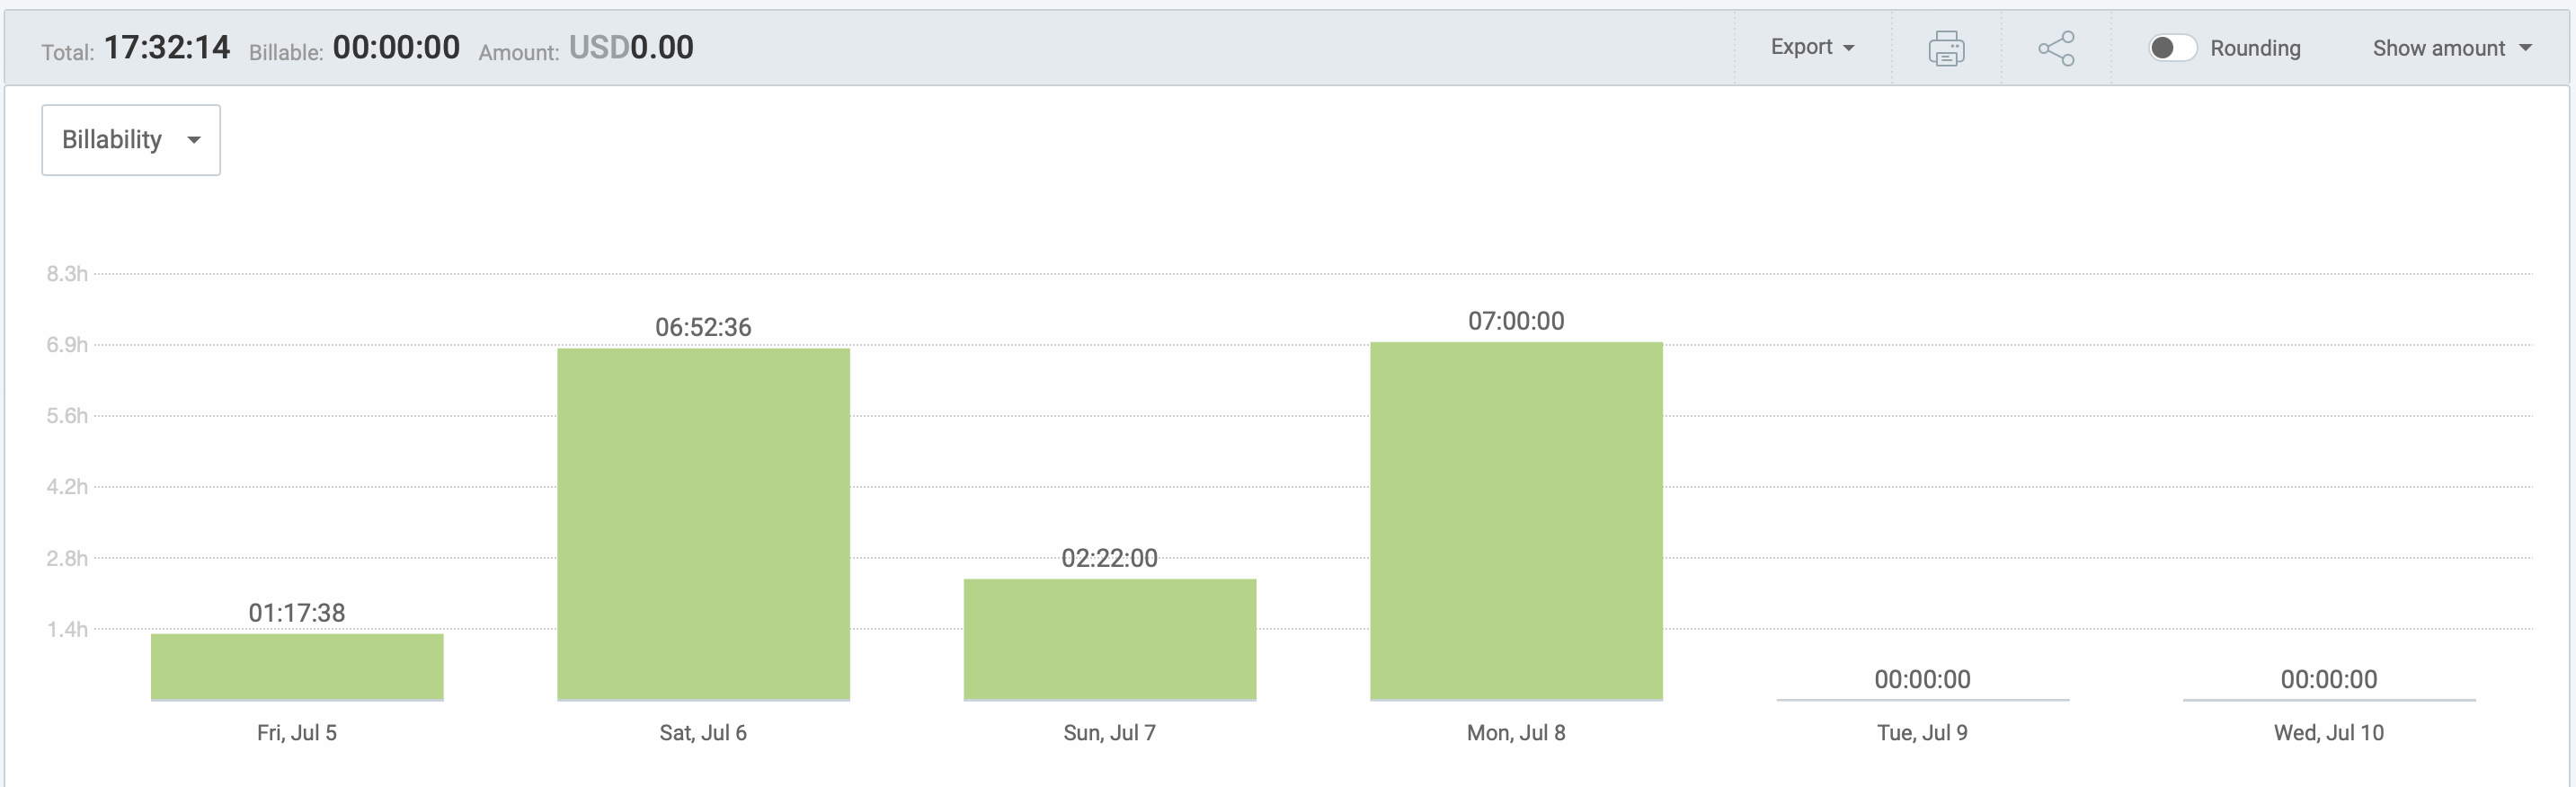 Total: 17:32:14 Billable: 00:00:00 Amount: USD0.00 Export Rounding Show amount
Billability
8.3h
06:52:36 07:00:00
6.9h
5.6h
4.2h
2.8h 02:22:00
01:17:38
1.4h
00:00:00 00:00:00
Fri, Jul 5 Sat, Jul 6 Sun, Jul 7 Mon, Jul 8 Tue, Jul 9 Wed, Jul 10